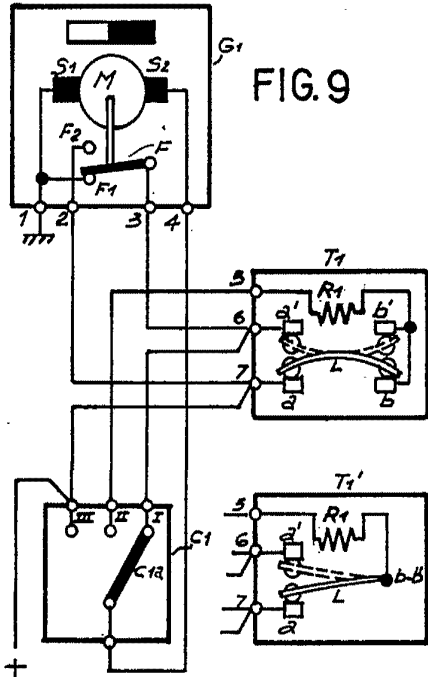 G1
S1 M S2
FIG. 9
F2 F
F1
1 2 3 4
T1
5 R1
6 a' b'
L
7 a b
III II I C1
C1a
+
T1'
5 R1
6 a'
L b-b'
7 a